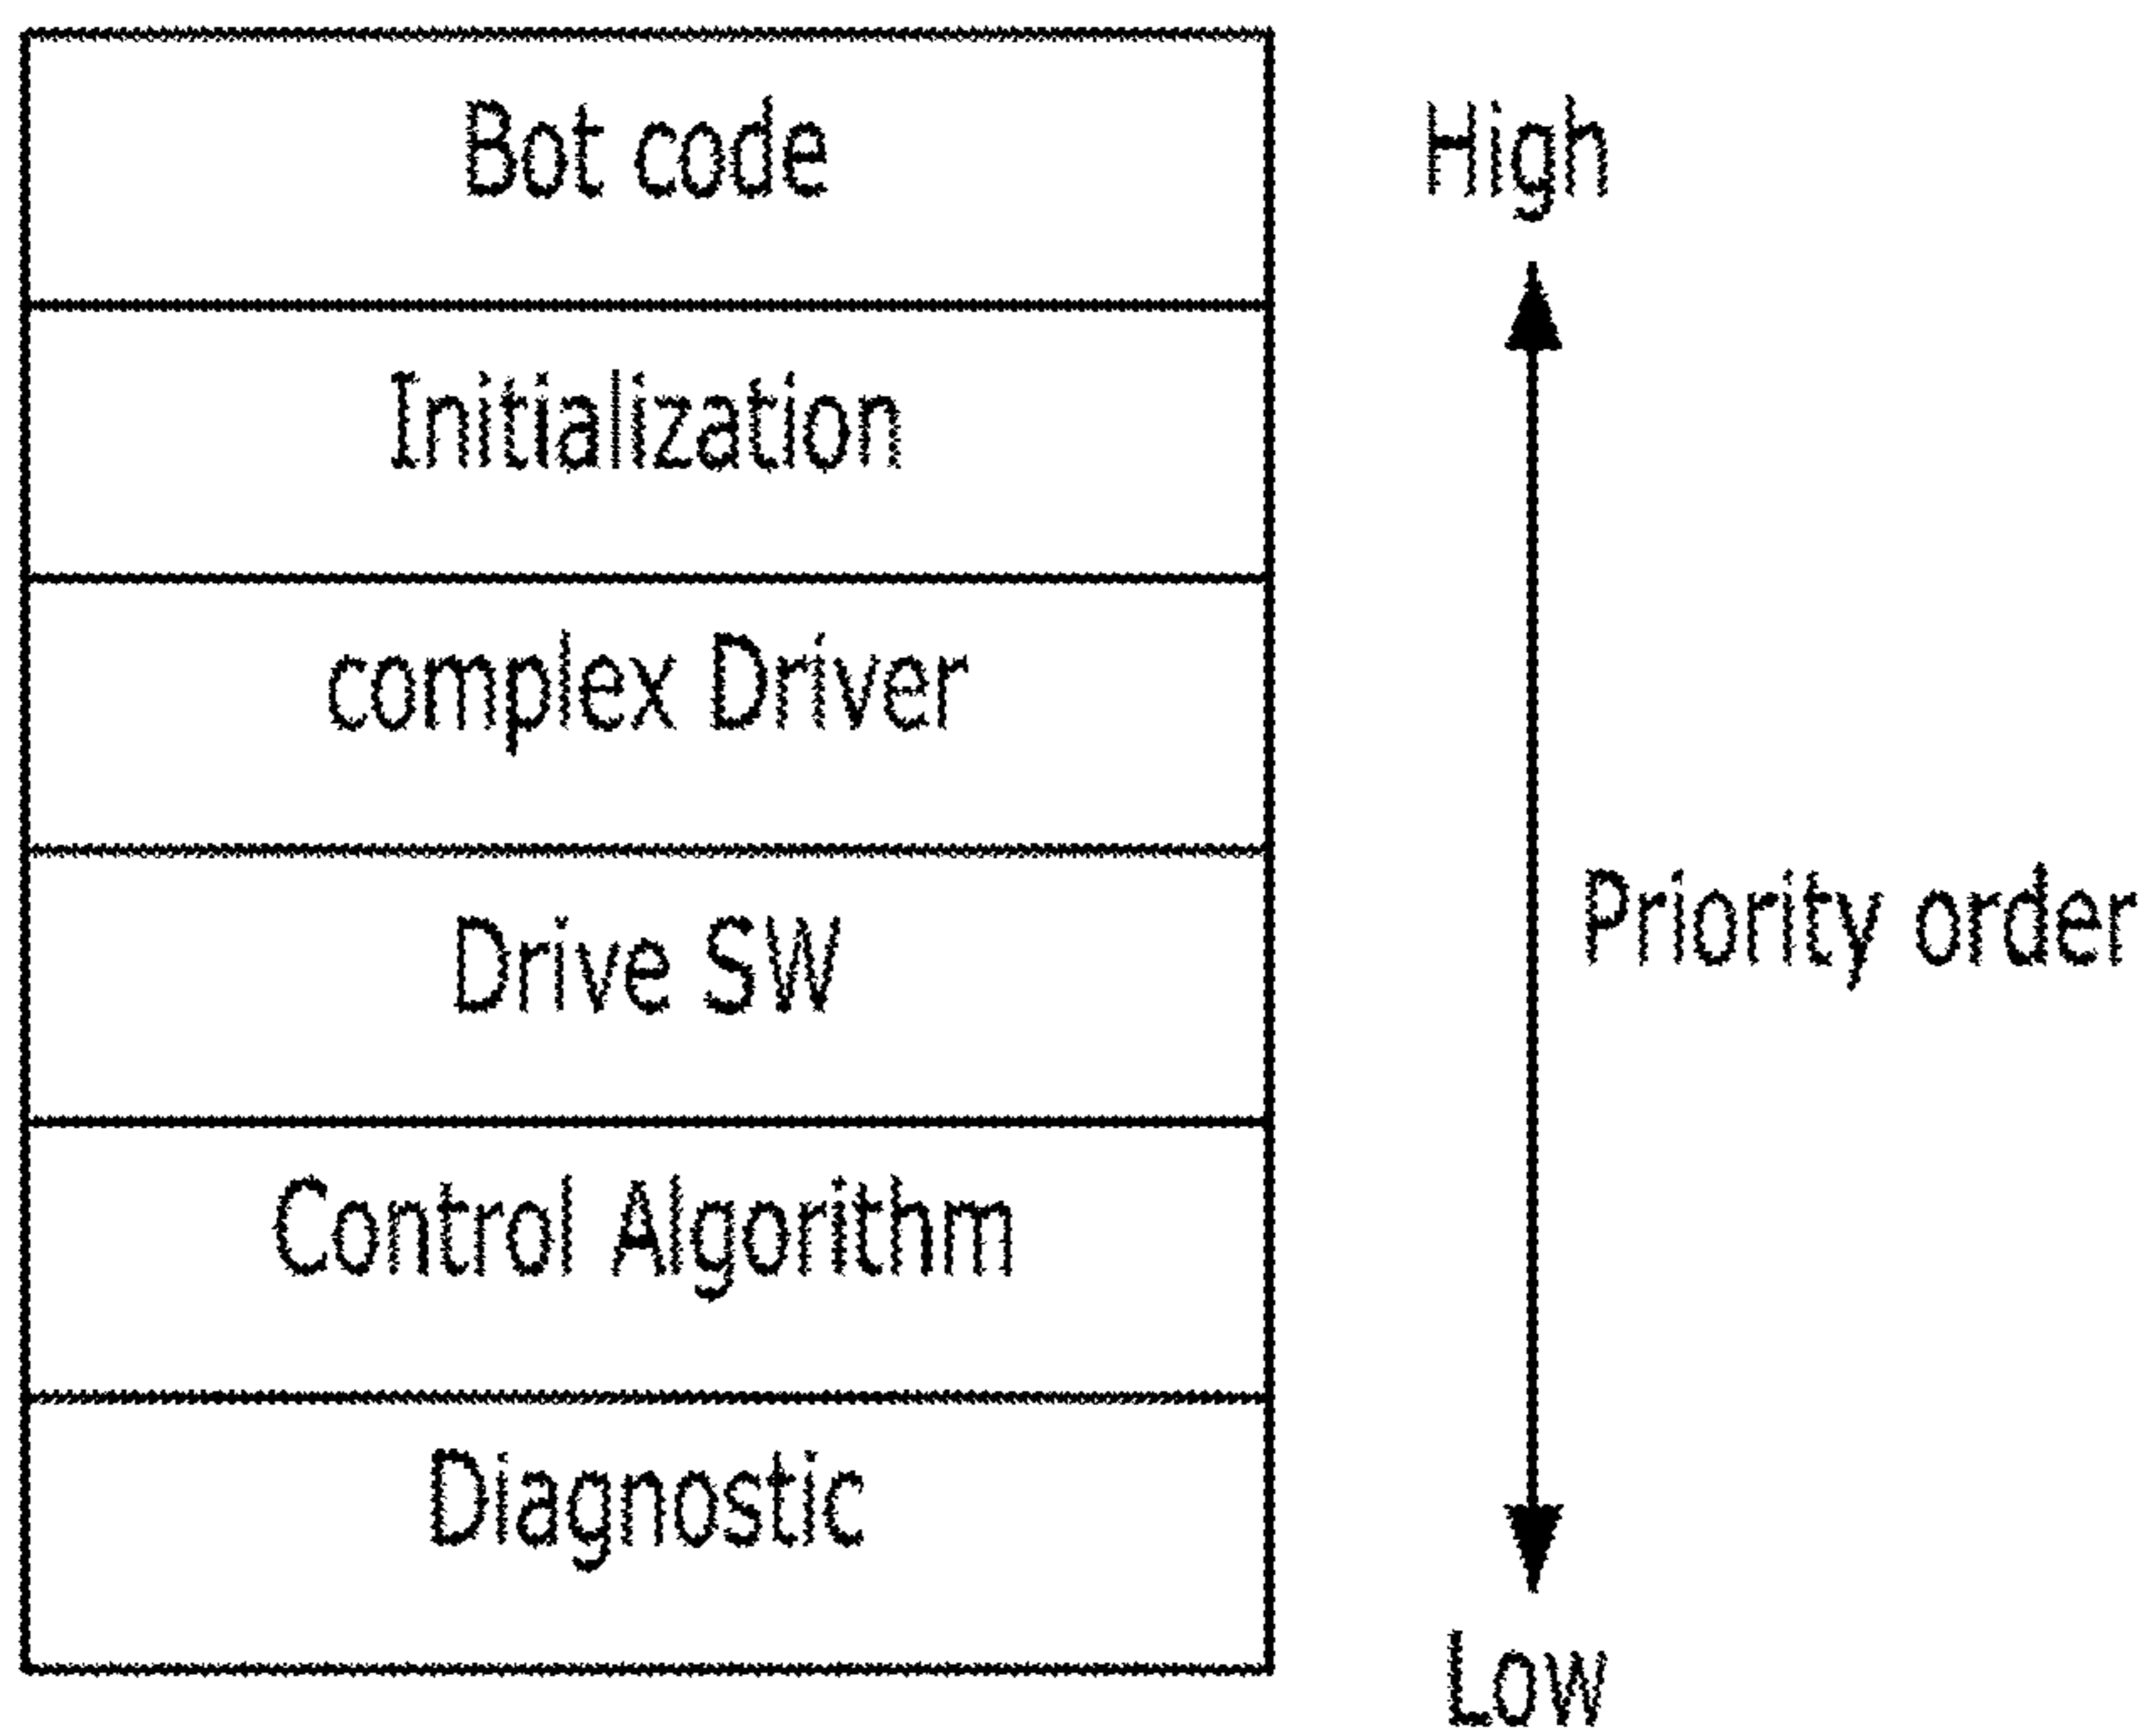 Bot code
High
Initialization
complex Driver
Drive SW
Priority order
Control Algorithm
Diagnostic
Low